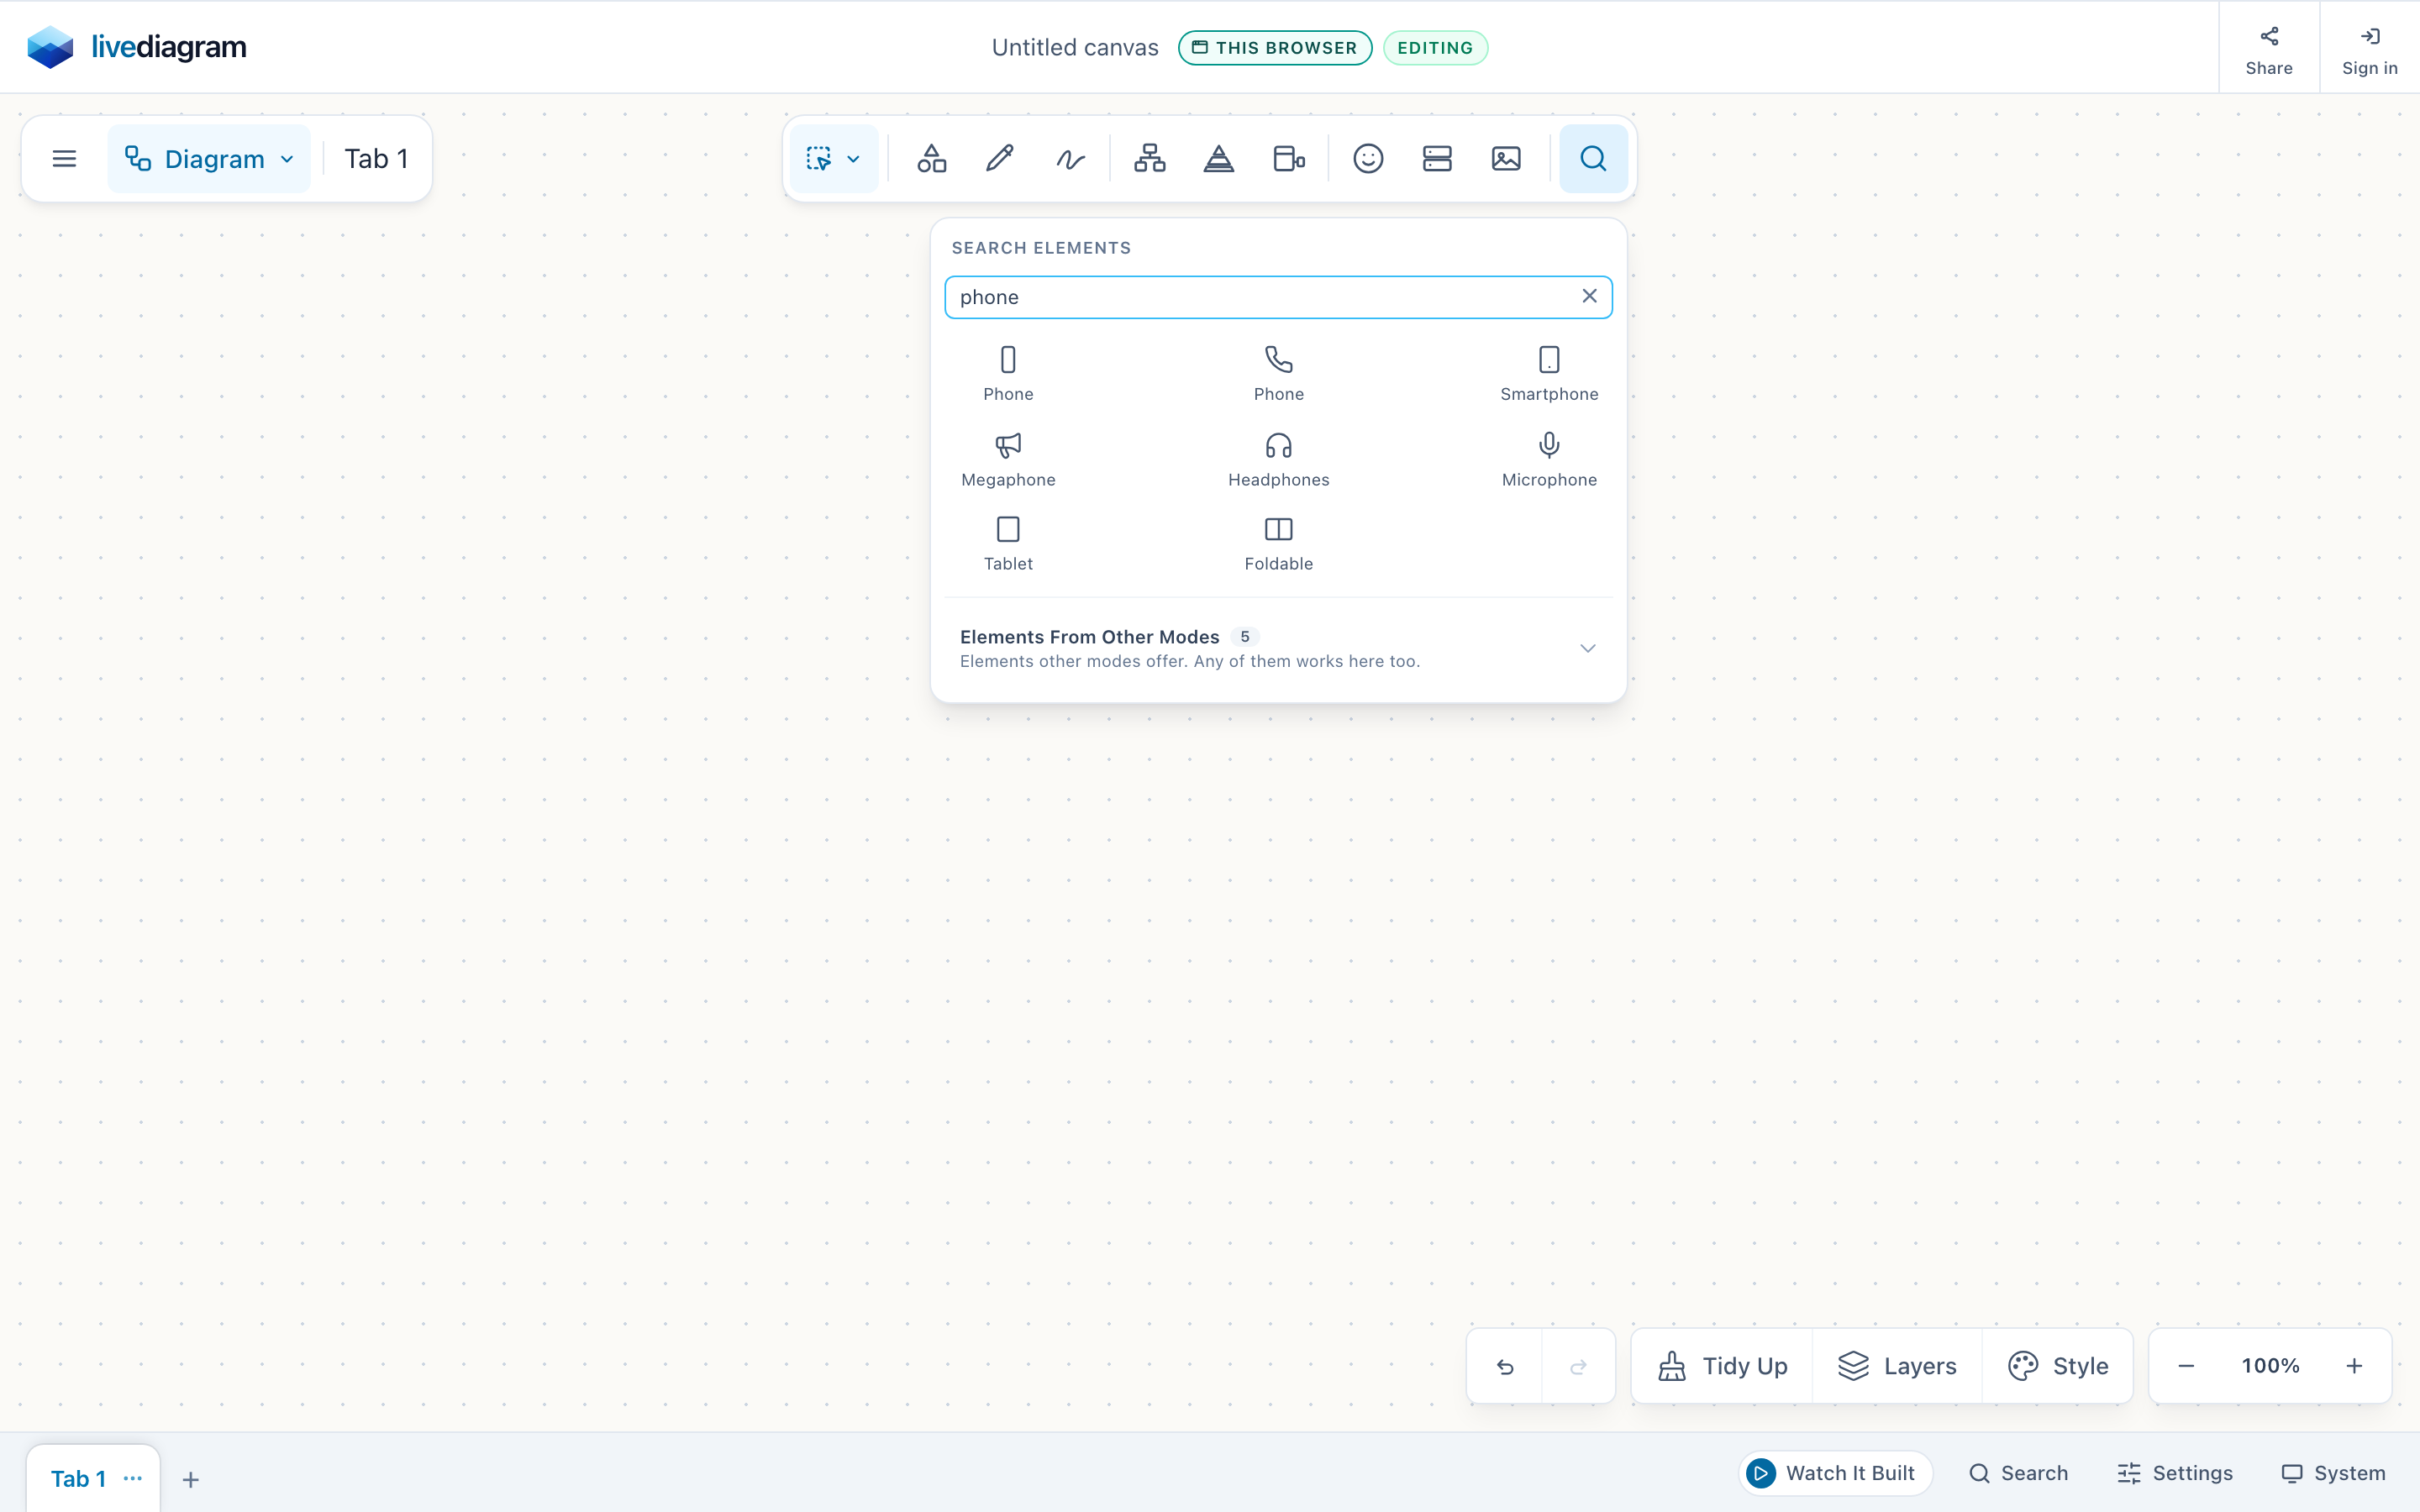 livediagram
Untitled canvas
THIS BROWSER
EDITING
Share
Sign in
Diagram
Tab 1
SEARCH ELEMENTS
phone
Phone
Phone
Smartphone
Megaphone
Headphones
Microphone
Tablet
Foldable
Elements From Other Modes 5
Elements other modes offer. Any of them works here too.
Tidy Up
Layers
Style
100%
Tab 1
Watch It Built
Search
Settings
System